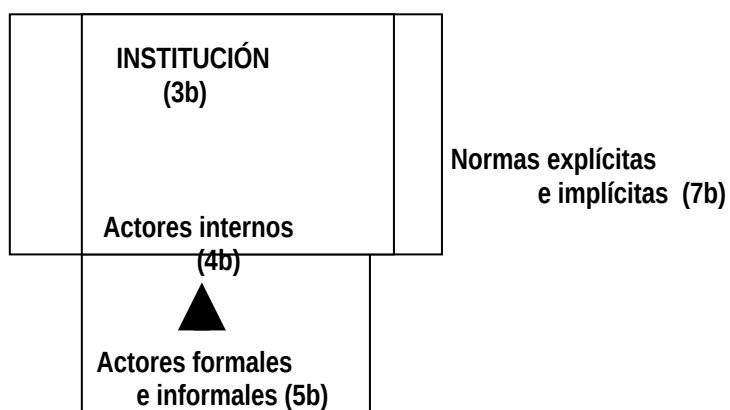 INSTITUCIÓN
(3b)
Normas explícitas
e implícitas (7b)
Actores internos
(4b)
Actores formales
e informales (5b)